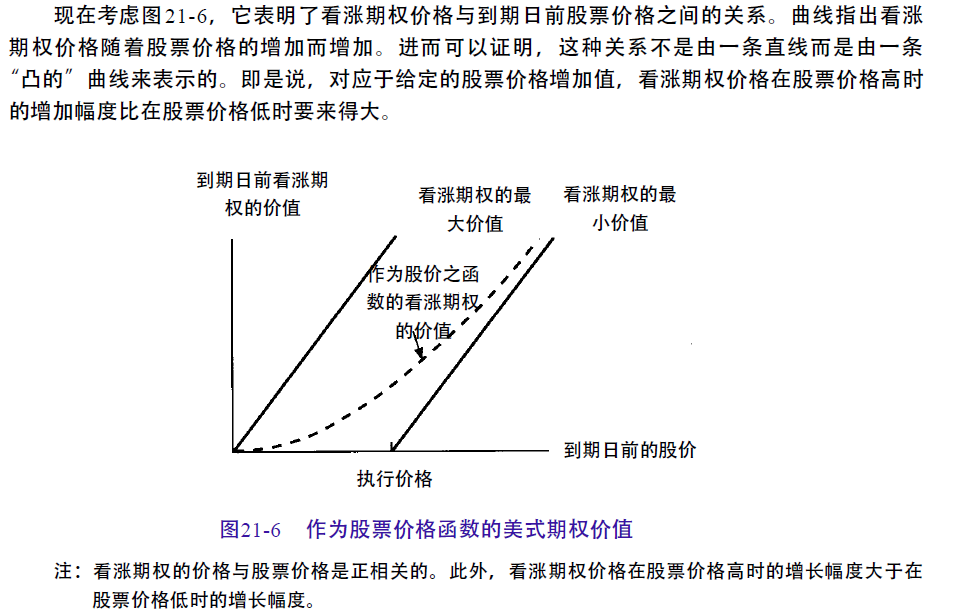 现在考虑图21-6，它表明了看涨期权价格与到期日前股票价格之间的关系。曲线指出看涨
期权价格随着股票价格的增加而增加。进而可以证明，这种关系不是由一条直线而是由一条
“凸的”曲线来表示的。即是说，对应于给定的股票价格增加值，看涨期权价格在股票价格高时
的增加幅度比在股票价格低时要来得大。
到期日前看涨期
权的价值
看涨期权的最
大价值
看涨期权的最
小价值
作为股价之函
数的看涨期权
的价值
到期日前的股价
执行价格
图21-6 作为股票价格函数的美式期权价值
注：看涨期权的价格与股票价格是正相关的。此外，看涨期权价格在股票价格高时的增长幅度大于在
股票价格低时的增长幅度。